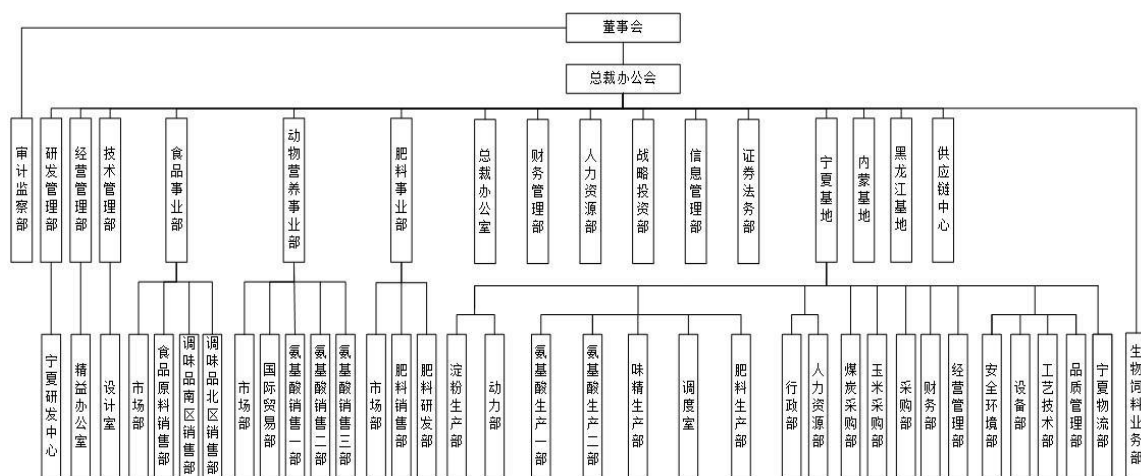 董事会
总裁办公会
审计监察部
研发管理部
经营管理部
技术管理部
食品事业部
动物营养事业部
肥料事业部
总裁办公室
财务管理部
人力资源部
战略投资部
信息管理部
证券法务部
宁夏基地
内蒙基地
黑龙江基地
供应链中心
宁夏研发中心
精益办公室
设计室
市场部
食品原料销售部
调味品南区销售部
调味品北区销售部
市场部
国际贸易部
氨基酸销售一部
氨基酸销售二部
氨基酸销售三部
市场部
肥料销售部
肥料研发部
淀粉生产部
动力部
氨基酸生产一部
氨基酸生产二部
味精生产部
调度室
肥料生产部
行政部
人力资源部
煤炭采购部
玉米采购部
采购部
财务部
经营管理部
安全环境部
设备部
工艺技术部
品质管理部
宁夏物流部
生物饲料业务部